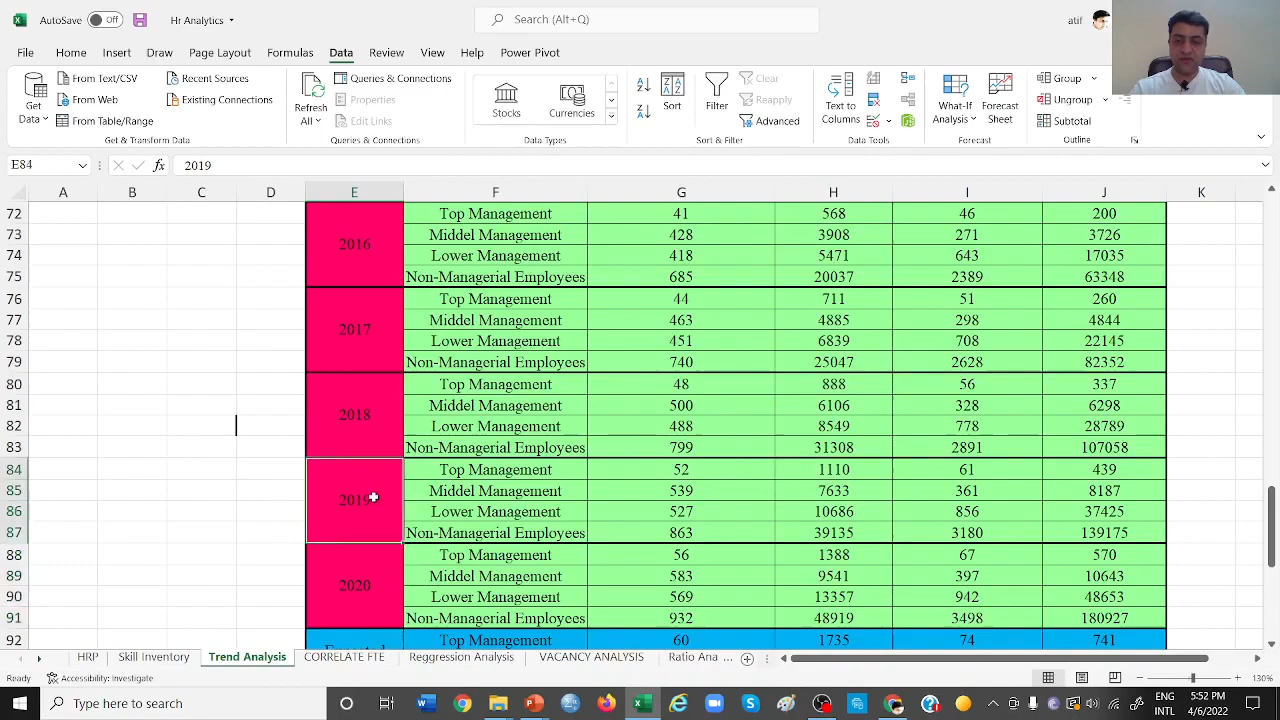 AutoSave Off Hr Analytics Search (Alt+Q) atif
File Home Insert Draw Page Layout Formulas Data Review View Help Power Pivot
Get Data From Text/CSV Recent Sources Refresh All Queries & Connections Stocks Currencies Sort Filter Clear Text to Columns What-If Analysis Forecast Sheet Group
From Web Existing Connections Properties Reapply Ungroup
From Table/Range Edit Links Advanced Subtotal
Get & Transform Data Queries & Connections Data Types Sort & Filter Data Tools Forecast Outline
E84 fx 2019
A B C D E F G H I J K
72 Top Management 41 568 46 200
73 2016 Middel Management 428 3908 271 3726
74 Lower Management 418 5471 643 17035
75 Non-Managerial Employees 685 20037 2389 63348
76 Top Management 44 711 51 260
77 2017 Middel Management 463 4885 298 4844
78 Lower Management 451 6839 708 22145
79 Non-Managerial Employees 740 25047 2628 82352
80 Top Management 48 888 56 337
81 2018 Middel Management 500 6106 328 6298
82 Lower Management 488 8549 778 28789
83 Non-Managerial Employees 799 31308 2891 107058
84 Top Management 52 1110 61 439
85 2019 Middel Management 539 7633 361 8187
86 Lower Management 527 10686 856 37425
87 Non-Managerial Employees 863 39135 3180 139175
88 Top Management 56 1388 67 570
89 2020 Middel Management 583 9541 397 10643
90 Lower Management 569 13357 942 48653
91 Non-Managerial Employees 932 48919 3498 180927
92 Top Management 60 1735 74 741
HRP Skill Inventory Trend Analysis CORRELATE FTE Reggression Analysis VACANCY ANALYSIS Ratio Ana
Ready Accessibility: Investigate 130%
Type here to search ENG 5:52 PM
INTL 4/6/2022